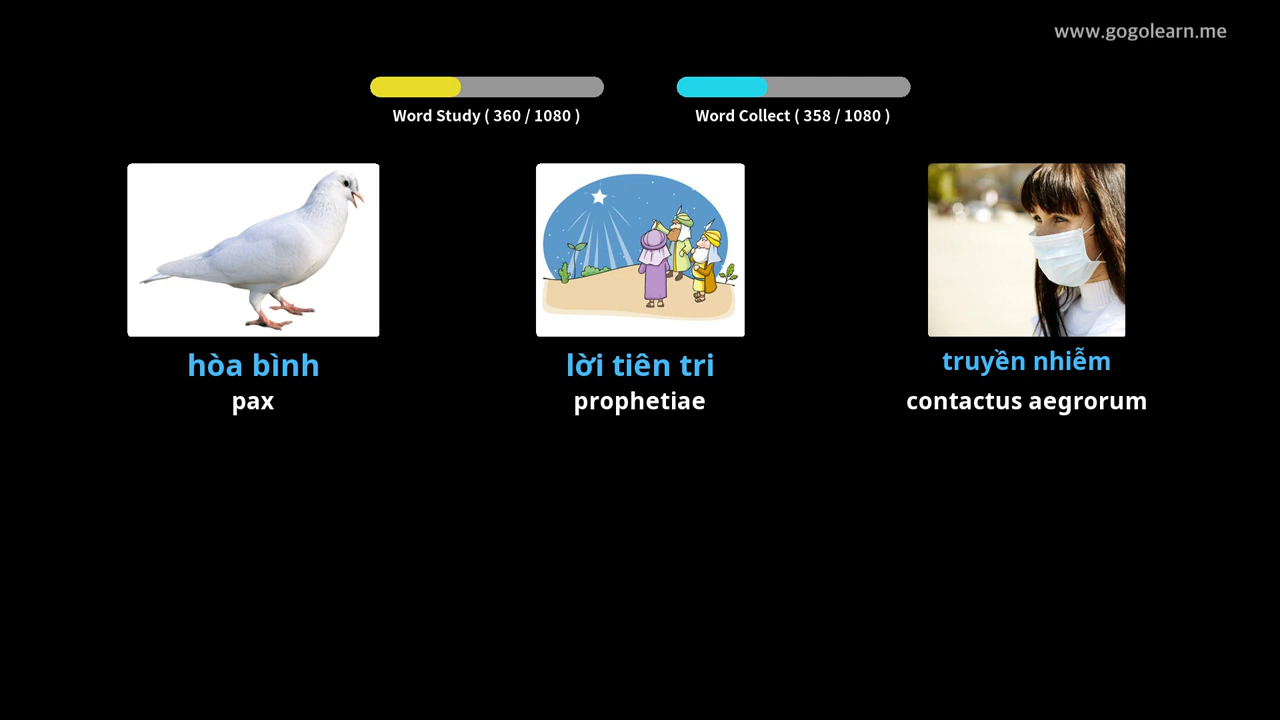 www.gogolearn.me
Word Study ( 360 / 1080 )
Word Collect ( 358 / 1080 )
hòa bình
pax
lời tiên tri
prophetiae
truyền nhiễm
contactus aegrorum